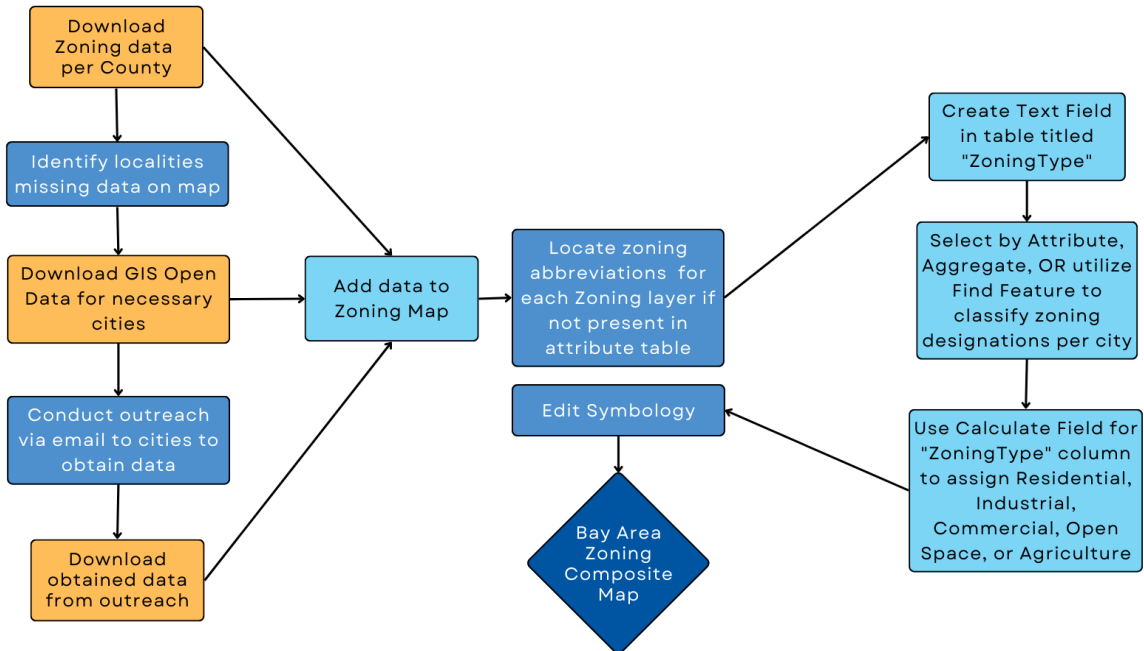 Download
Zoning data
per County
Identify localities
missing data on map
Download GIS Open
Data for necessary
cities
Conduct outreach
via email to cities to
obtain data
Download
obtained data
from outreach
Add data to
Zoning Map
Locate zoning
abbreviations for
each Zoning layer if
not present in
attribute table
Create Text Field
in table titled
"ZoningType"
Select by Attribute,
Aggregate, OR utilize
Find Feature to
classify zoning
designations per city
Use Calculate Field for
"ZoningType" column
to assign Residential,
Industrial,
Commercial, Open
Space, or Agriculture
Edit Symbology
Bay Area
Zoning
Composite
Map